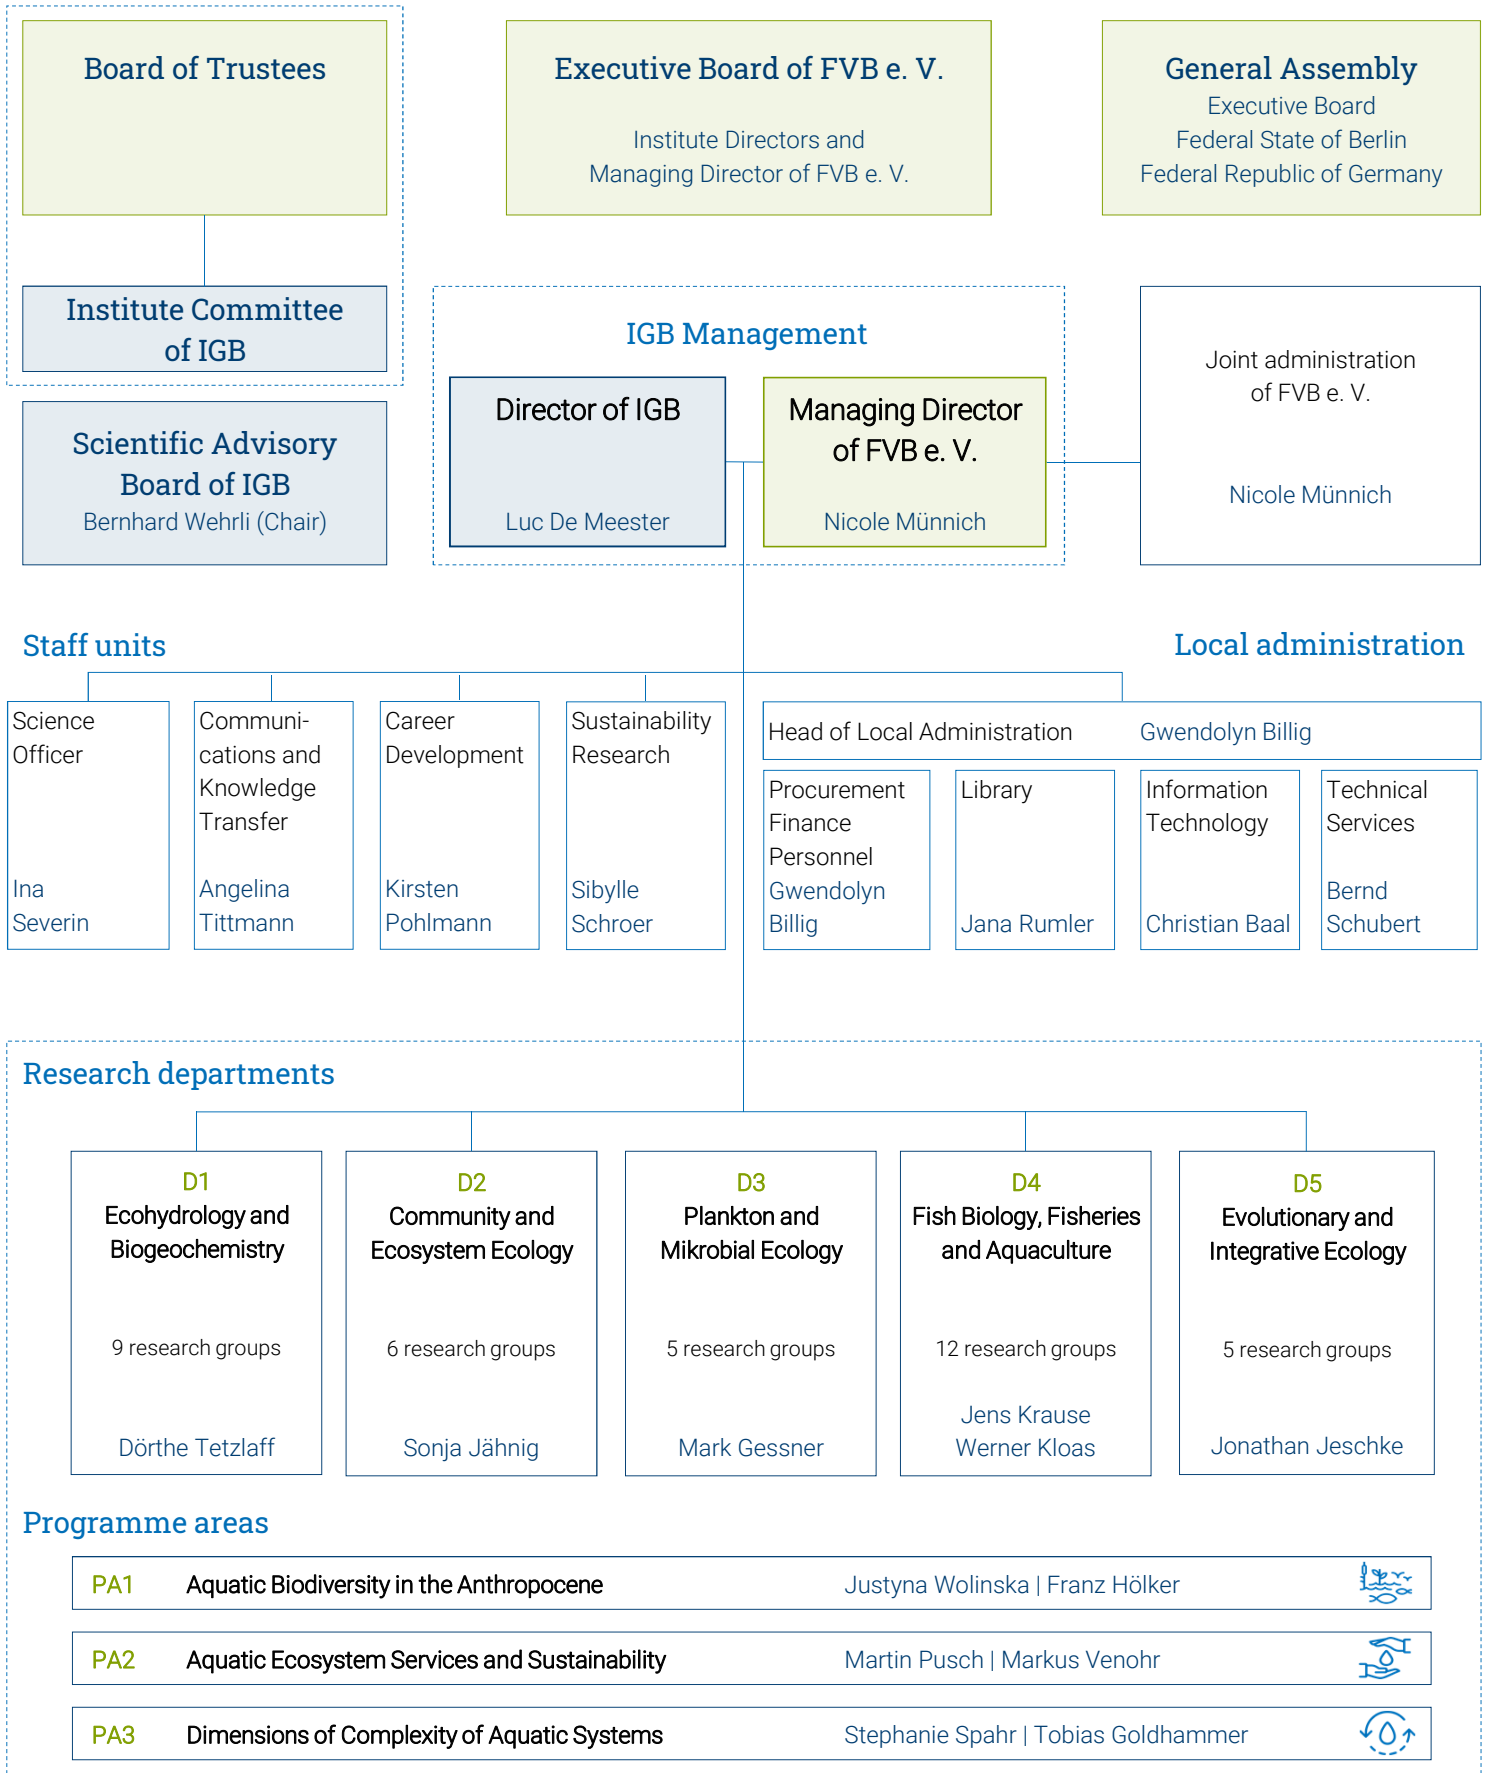 Board of Trustees
Executive Board of FVB e. V.
Institute Directors and
Managing Director of FVB e. V.
General Assembly
Executive Board
Federal State of Berlin
Federal Republic of Germany
Institute Committee
of IGB
Scientific Advisory
Board of IGB
Bernhard Wehrli (Chair)
IGB Management
Director of IGB
Luc De Meester
Managing Director
of FVB e. V.
Nicole Münnich
Joint administration
of FVB e. V.
Nicole Münnich
Staff units
Science
Officer
Ina
Severin
Communi-
cations and
Knowledge
Transfer
Angelina
Tittmann
Career
Development
Kirsten
Pohlmann
Sustainability
Research
Sibylle
Schroer
Local administration
Head of Local Administration Gwendolyn Billig
Procurement
Finance
Personnel
Gwendolyn
Billig
Library
Jana Rumler
Information
Technology
Christian Baal
Technical
Services
Bernd
Schubert
Research departments
D1
Ecohydrology and
Biogeochemistry
9 research groups
Dörthe Tetzlaff
D2
Community and
Ecosystem Ecology
6 research groups
Sonja Jähnig
D3
Plankton and
Mikrobial Ecology
5 research groups
Mark Gessner
D4
Fish Biology, Fisheries
and Aquaculture
12 research groups
Jens Krause
Werner Kloas
D5
Evolutionary and
Integrative Ecology
5 research groups
Jonathan Jeschke
Programme areas
PA1 Aquatic Biodiversity in the Anthropocene Justyna Wolinska | Franz Hölker
PA2 Aquatic Ecosystem Services and Sustainability Martin Pusch | Markus Venohr
PA3 Dimensions of Complexity of Aquatic Systems Stephanie Spahr | Tobias Goldhammer